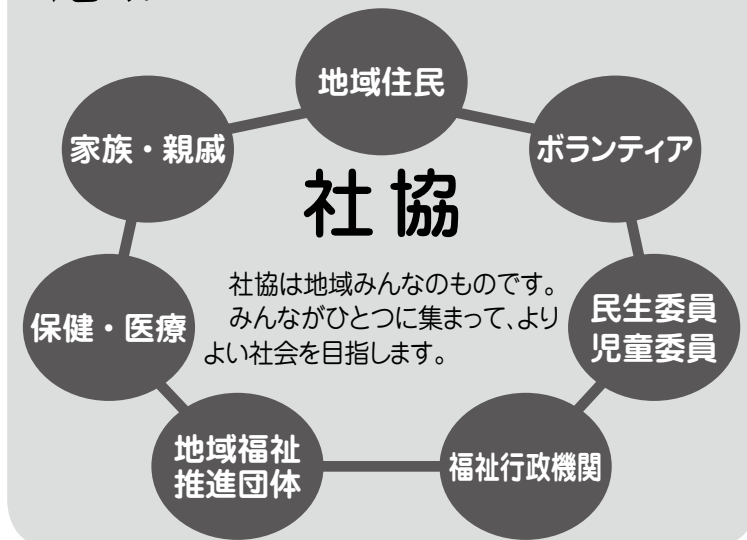 地域住民
家族・親戚
ボランティア
社協
社協は地域みんなのものです。
みんながひとつに集まって、より
よい社会を目指します。
保健・医療
民生委員
児童委員
地域福祉
推進団体
福祉行政機関